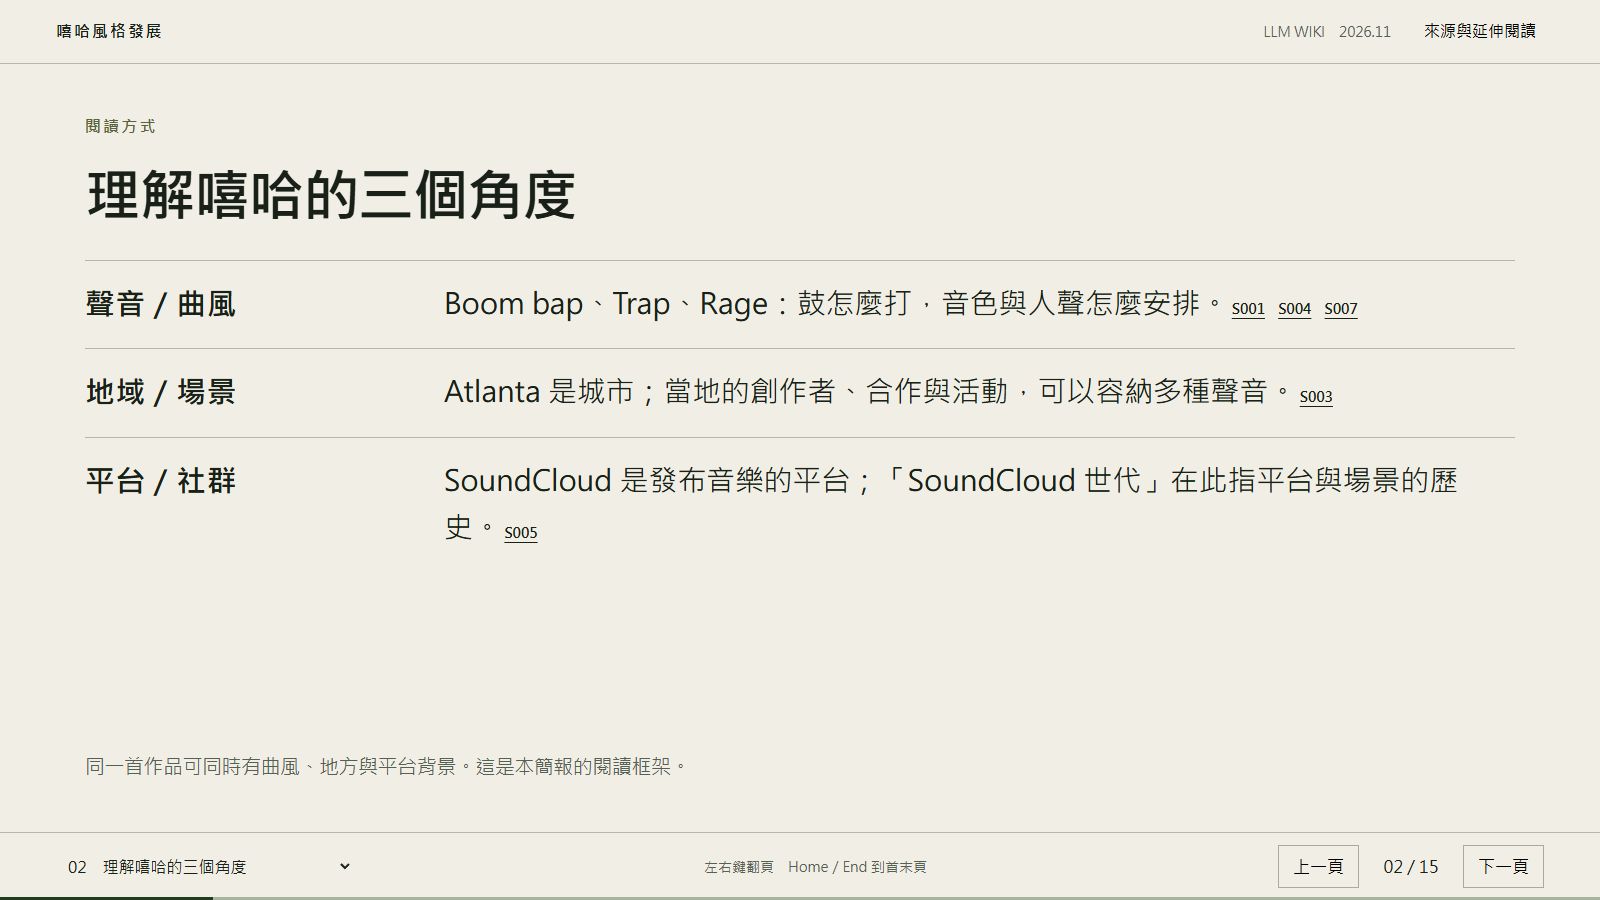 嘻哈風格發展
LLM WIKI 2026.11 來源與延伸閱讀
閱讀方式
理解嘻哈的三個角度
聲音 / 曲風
Boom bap、Trap、Rage：鼓怎麼打，音色與人聲怎麼安排。 S001 S004 S007
地域 / 場景
Atlanta 是城市；當地的創作者、合作與活動，可以容納多種聲音。 S003
平台 / 社群
SoundCloud 是發布音樂的平台；「SoundCloud 世代」在此指平台與場景的歷
史。 S005
同一首作品可同時有曲風、地方與平台背景。這是本簡報的閱讀框架。
02 理解嘻哈的三個角度
左右鍵翻頁 Home / End 到首末頁
上一頁 02 / 15 下一頁